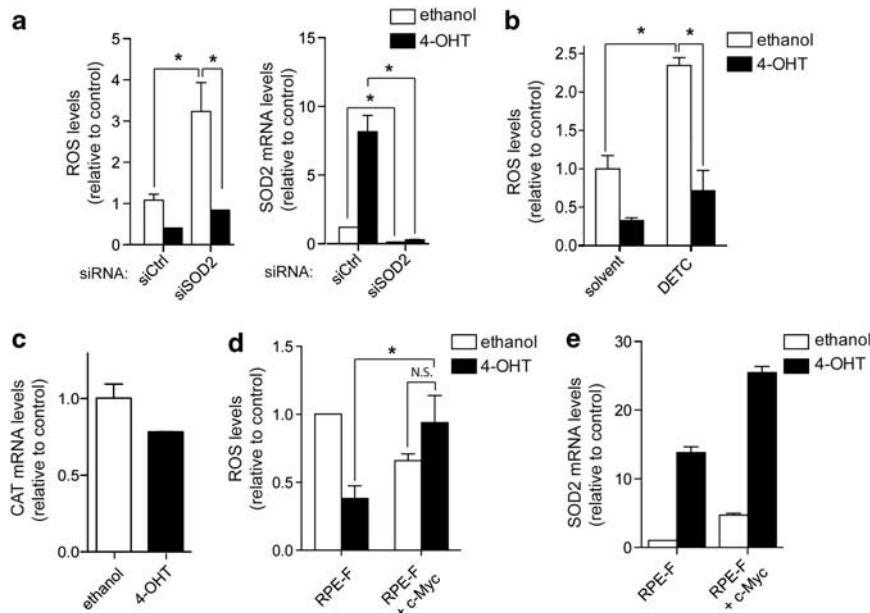 a
ethanol
4-OHT
ROS levels
(relative to control)
5
4
3
2
1
0
*
*
siRNA:
siCtrl
siSOD2
SOD2 mRNA levels
(relative to control)
15
10
5
0
*
*
siRNA:
siCtrl
siSOD2
b
ethanol
4-OHT
ROS levels
(relative to control)
2.5
2.0
1.5
1.0
0.5
0.0
*
*
solvent
DETC
c
CAT mRNA levels
(relative to control)
1.0
0.5
0.0
ethanol
4-OHT
d
ethanol
4-OHT
ROS levels
(relative to control)
1.5
1.0
0.5
0.0
*
N.S.
RPE-F
RPE-F
+ c-Myc
e
ethanol
4-OHT
SOD2 mRNA levels
(relative to control)
30
20
10
0
RPE-F
RPE-F
+ c-Myc